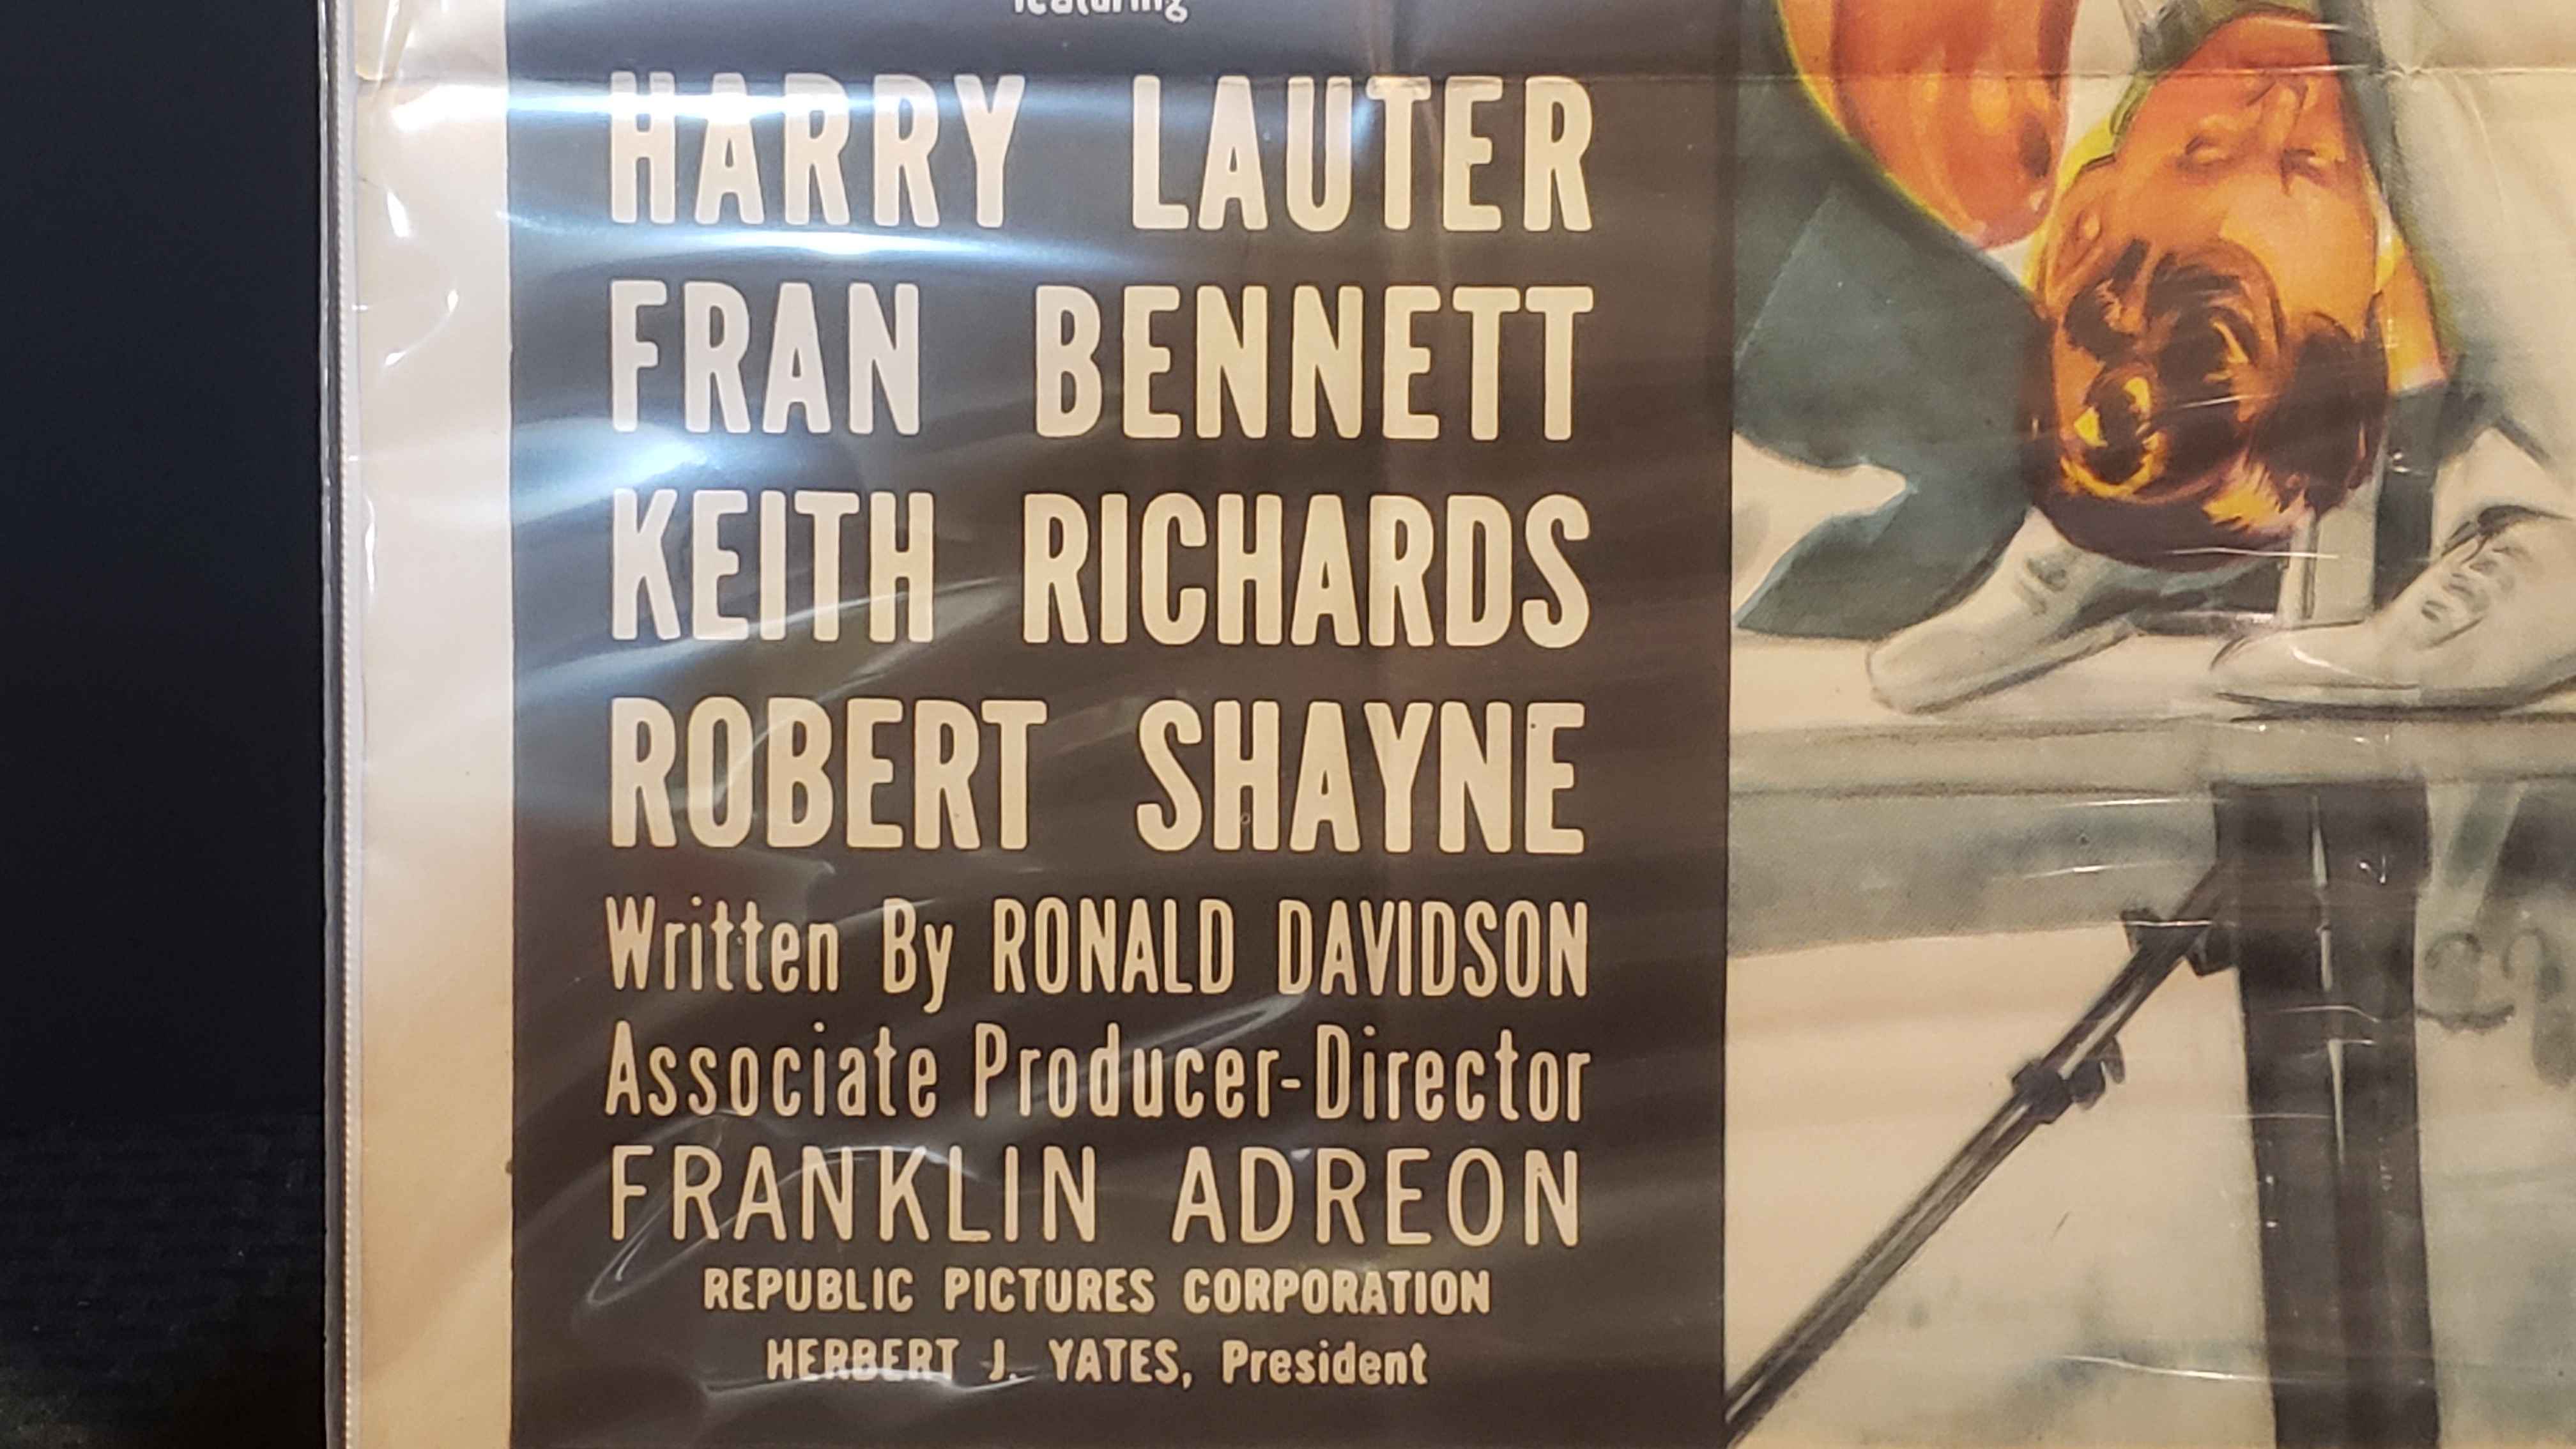 featuring
HARRY LAUTER
FRAN BENNETT
KEITH RICHARDS
ROBERT SHAYNE
Written By RONALD DAVIDSON
Associate Producer-Director
FRANKLIN ADREON
REPUBLIC PICTURES CORPORATION
HERBERT J. YATES, President